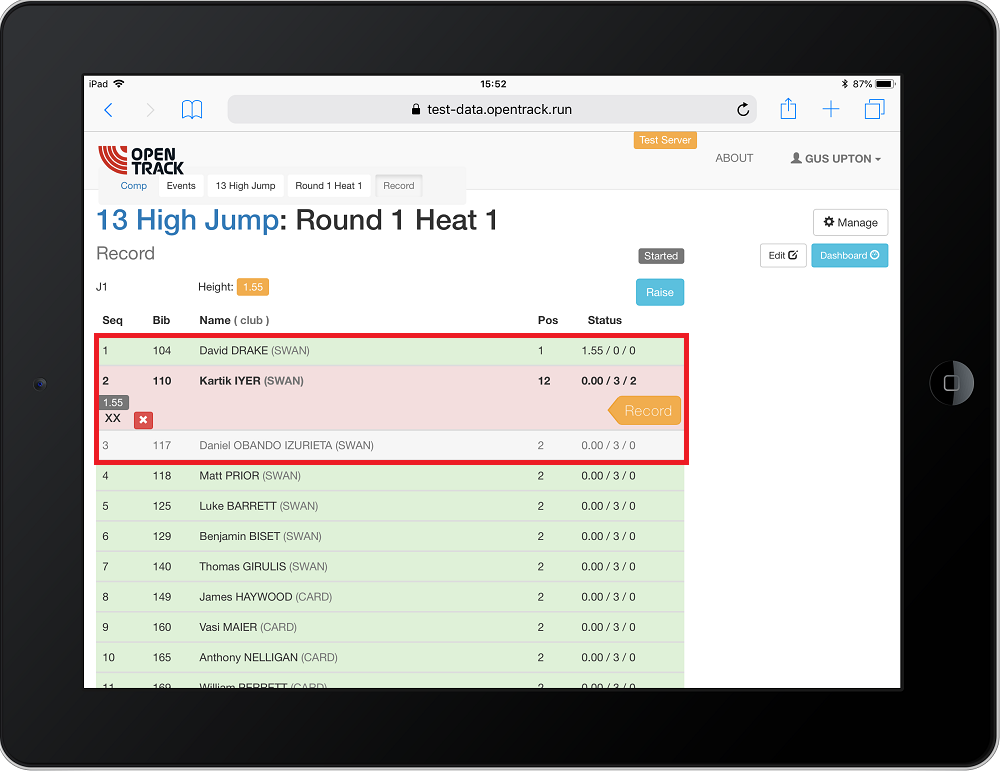 iPad 15:52 87%
test-data.opentrack.run
Test Server
OPEN TRACK ABOUT GUS UPTON
Comp Events 13 High Jump Round 1 Heat 1 Record
13 High Jump: Round 1 Heat 1 Manage
Record Started Edit Dashboard
J1 Height: 1.55 Raise
Seq Bib Name ( club ) Pos Status
1 104 David DRAKE (SWAN) 1 1.55 / 0 / 0
2 110 Kartik IYER (SWAN) 12 0.00 / 3 / 2
1.55
XX Record
3 117 Daniel OBANDO IZURIETA (SWAN) 2 0.00 / 3 / 0
4 118 Matt PRIOR (SWAN) 2 0.00 / 3 / 0
5 125 Luke BARRETT (SWAN) 2 0.00 / 3 / 0
6 129 Benjamin BISET (SWAN) 2 0.00 / 3 / 0
7 140 Thomas GIRULIS (SWAN) 2 0.00 / 3 / 0
8 149 James HAYWOOD (CARD) 2 0.00 / 3 / 0
9 160 Vasi MAIER (CARD) 2 0.00 / 3 / 0
10 165 Anthony NELLIGAN (CARD) 2 0.00 / 3 / 0
11 169 William (CARD) 2 0.00 / 3 / 0